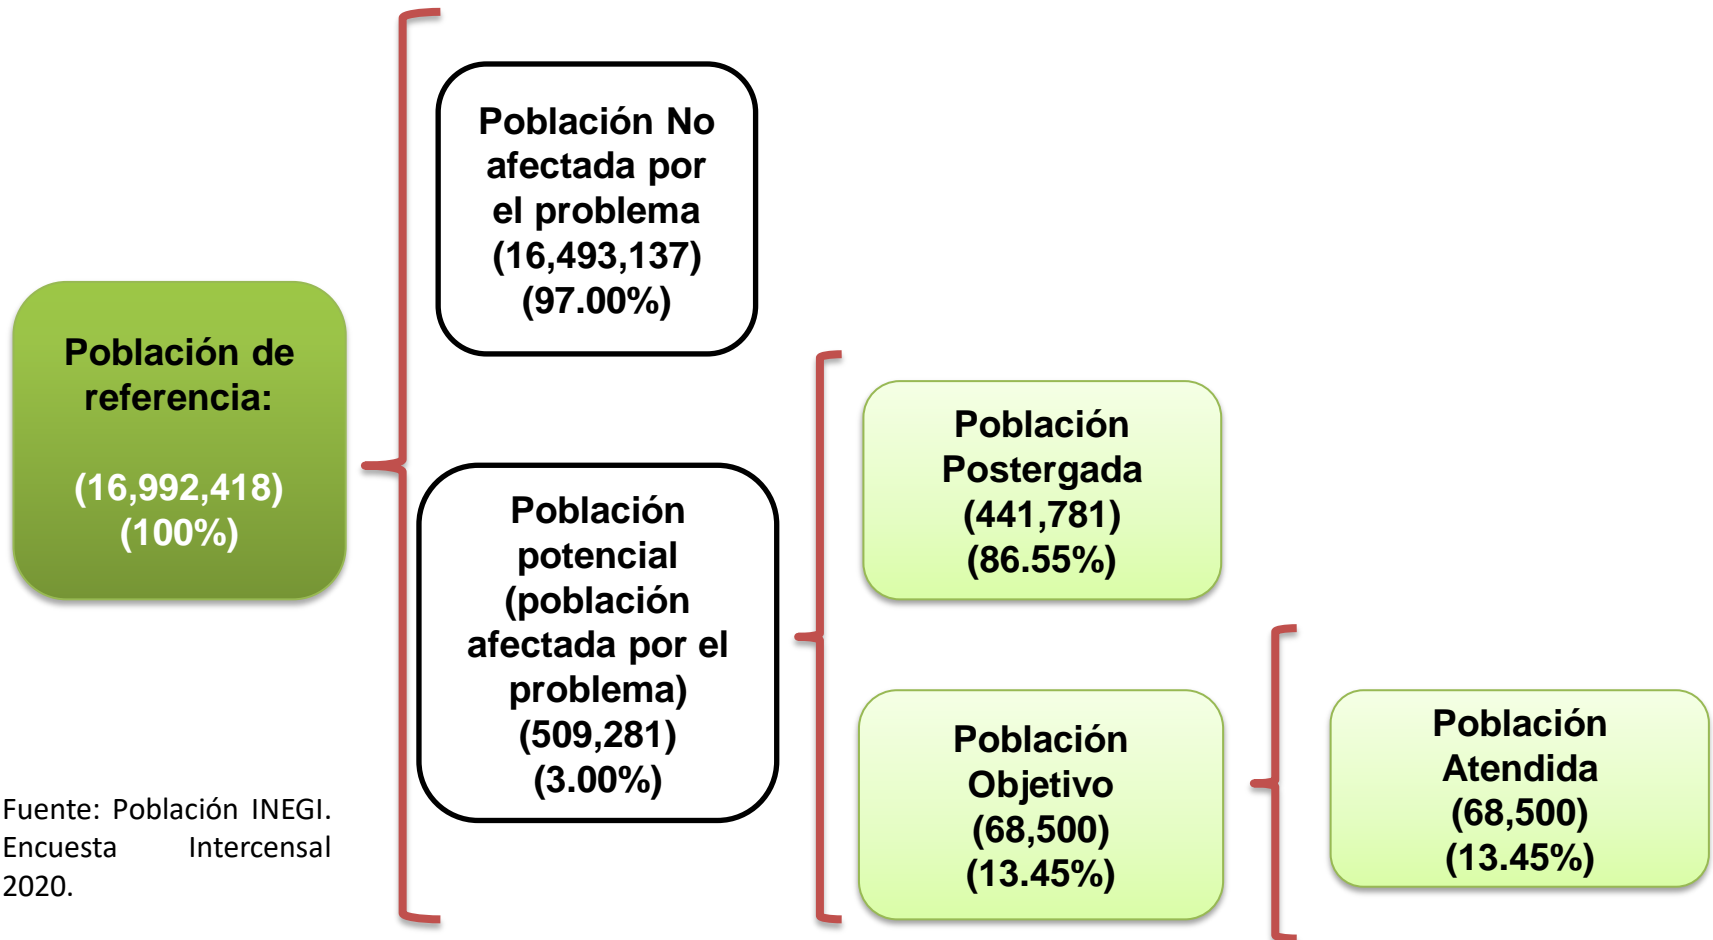 Población de
referencia:
(16,992,418)
(100%)
Población No
afectada por
el problema
(16,493,137)
(97.00%)
Población
potencial
(población
afectada por el
problema)
(509,281)
(3.00%)
Población
Postergada
(441,781)
(86.55%)
Población
Objetivo
(68,500)
(13.45%)
Población
Atendida
(68,500)
(13.45%)
Fuente: Población INEGI.
Encuesta Intercensal
2020.